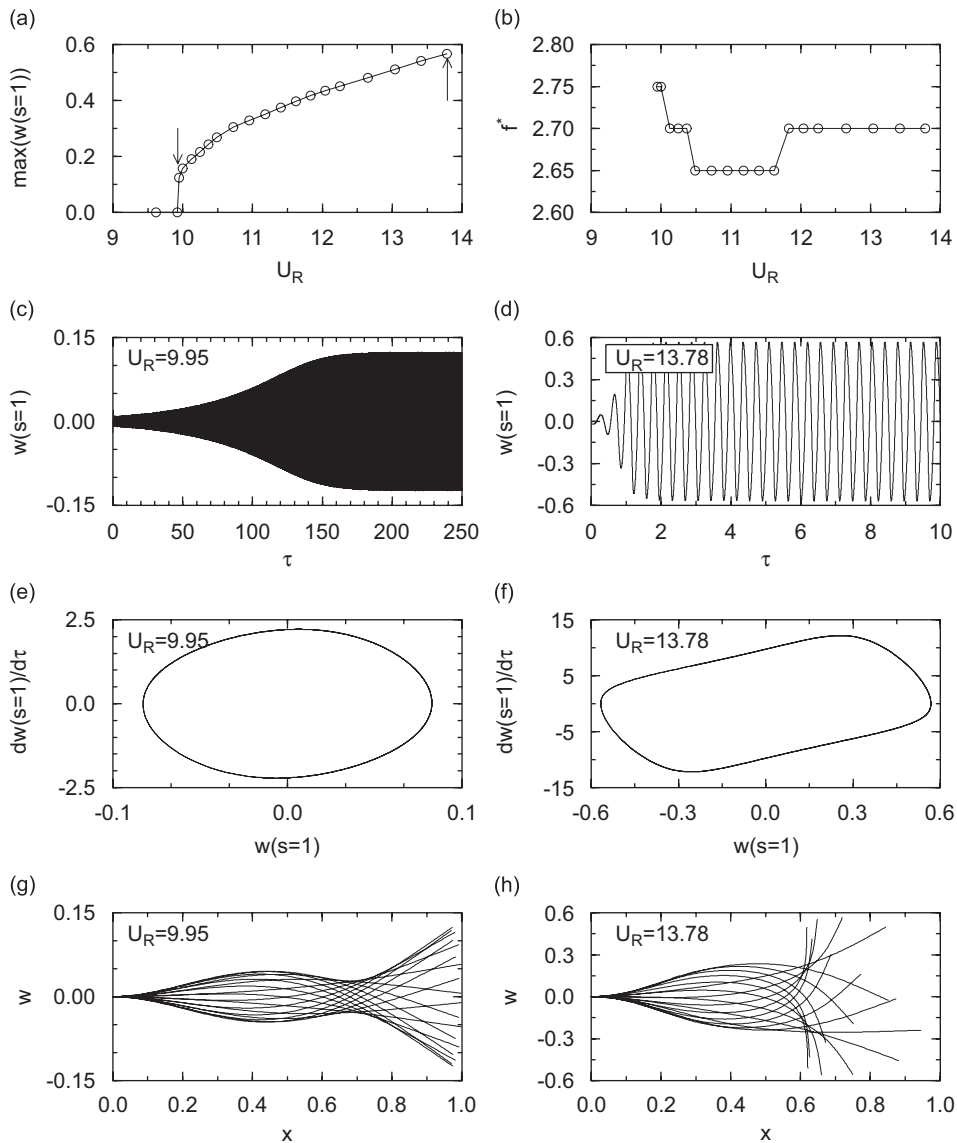 (a)
max(w(s=1))
0.6
0.4
0.2
0.0
9 10 11 12 13 14
U_R
(b)
f*
2.80
2.75
2.70
2.65
2.60
9 10 11 12 13 14
U_R
(c)
w(s=1)
0.15
0.00
-0.15
U_R=9.95
0 50 100 150 200 250
τ
(d)
w(s=1)
0.6
0.3
0.0
-0.3
-0.6
U_R=13.78
0 2 4 6 8 10
τ
(e)
dw(s=1)/dτ
2.5
0.0
-2.5
U_R=9.95
-0.1 0.0 0.1
w(s=1)
(f)
dw(s=1)/dτ
15
5
-5
-15
U_R=13.78
-0.6 -0.3 0.0 0.3 0.6
w(s=1)
(g)
w
0.15
0.00
-0.15
U_R=9.95
0.0 0.2 0.4 0.6 0.8 1.0
x
(h)
w
0.6
0.3
0.0
-0.3
-0.6
U_R=13.78
0.0 0.2 0.4 0.6 0.8 1.0
x